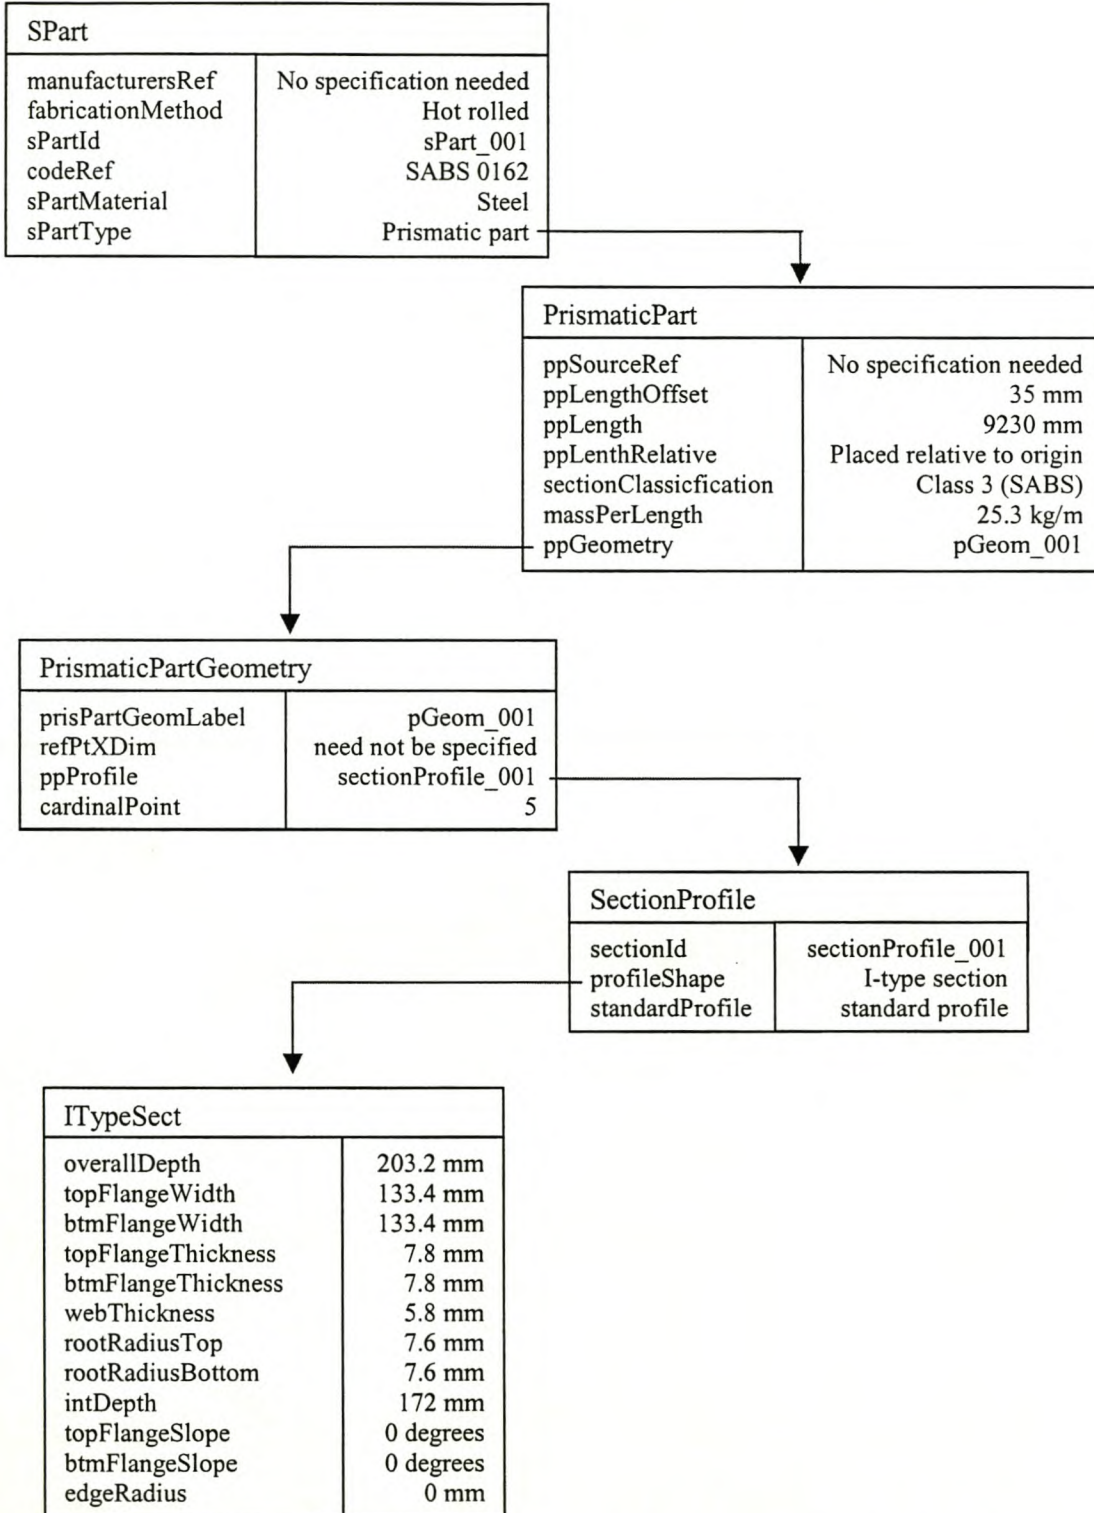 SPart
manufacturersRef No specification needed
fabricationMethod Hot rolled
sPartId sPart_001
codeRef SABS 0162
sPartMaterial Steel
sPartType Prismatic part
PrismaticPart
ppSourceRef No specification needed
ppLengthOffset 35 mm
ppLength 9230 mm
ppLenthRelative Placed relative to origin
sectionClassicfication Class 3 (SABS)
massPerLength 25.3 kg/m
ppGeometry pGeom_001
PrismaticPartGeometry
prisPartGeomLabel pGeom_001
refPtXDim need not be specified
ppProfile sectionProfile_001
cardinalPoint 5
SectionProfile
sectionId sectionProfile_001
profileShape I-type section
standardProfile standard profile
ITypeSect
overallDepth 203.2 mm
topFlangeWidth 133.4 mm
btmFlangeWidth 133.4 mm
topFlangeThickness 7.8 mm
btmFlangeThickness 7.8 mm
webThickness 5.8 mm
rootRadiusTop 7.6 mm
rootRadiusBottom 7.6 mm
intDepth 172 mm
topFlangeSlope 0 degrees
btmFlangeSlope 0 degrees
edgeRadius 0 mm